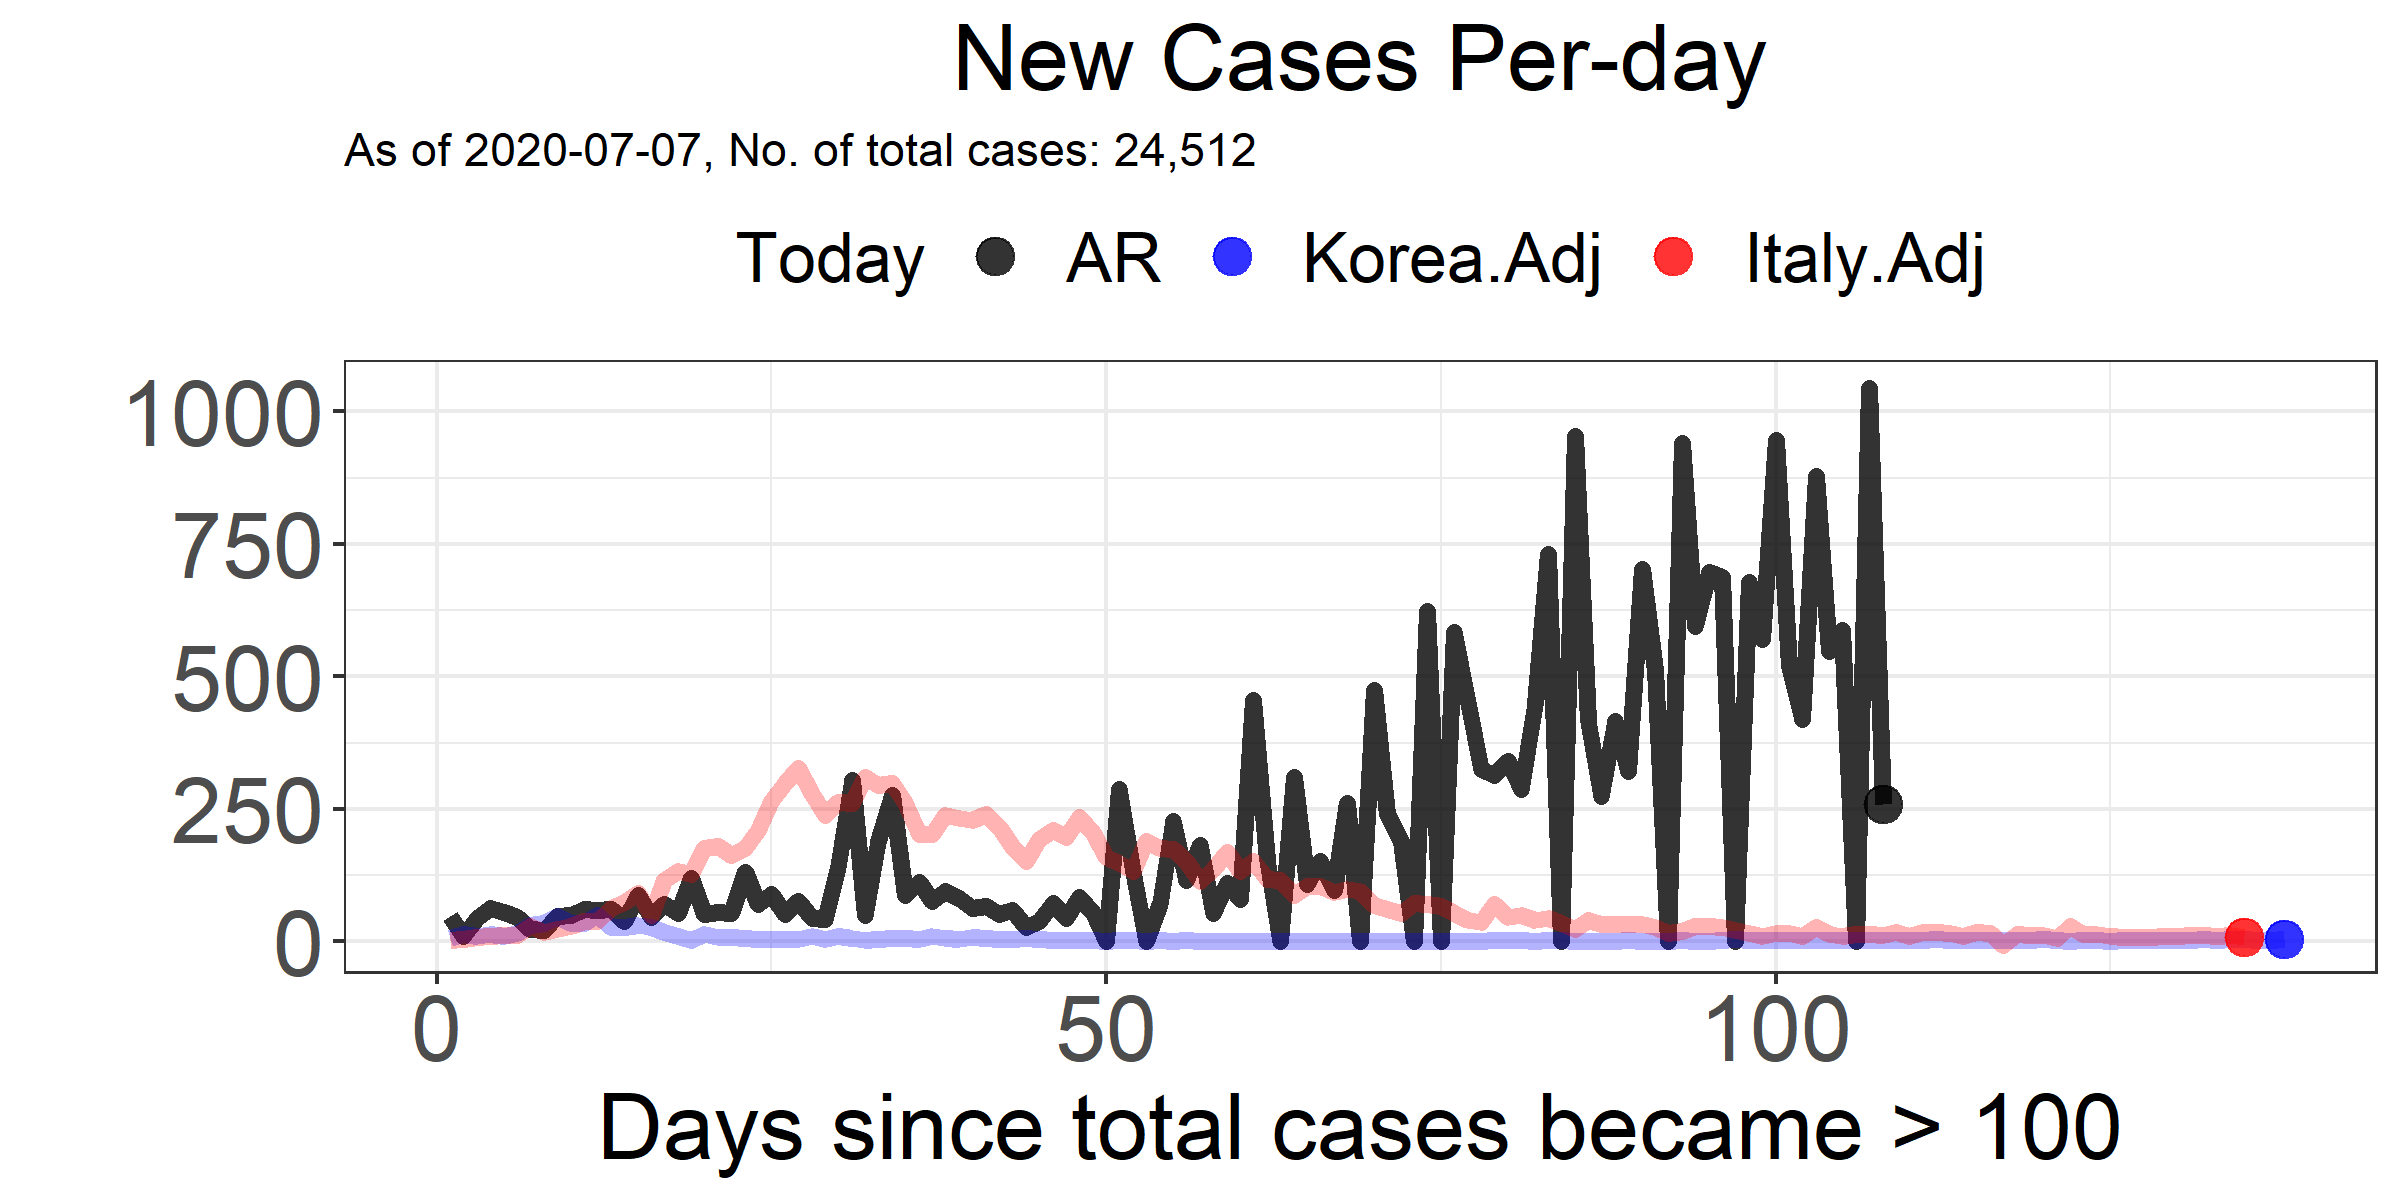 New Cases Per-day
As of 2020-07-07, No. of total cases: 24,512
Today AR Korea.Adj Italy.Adj
1000
750
500
250
0
0 50 100
Days since total cases became > 100